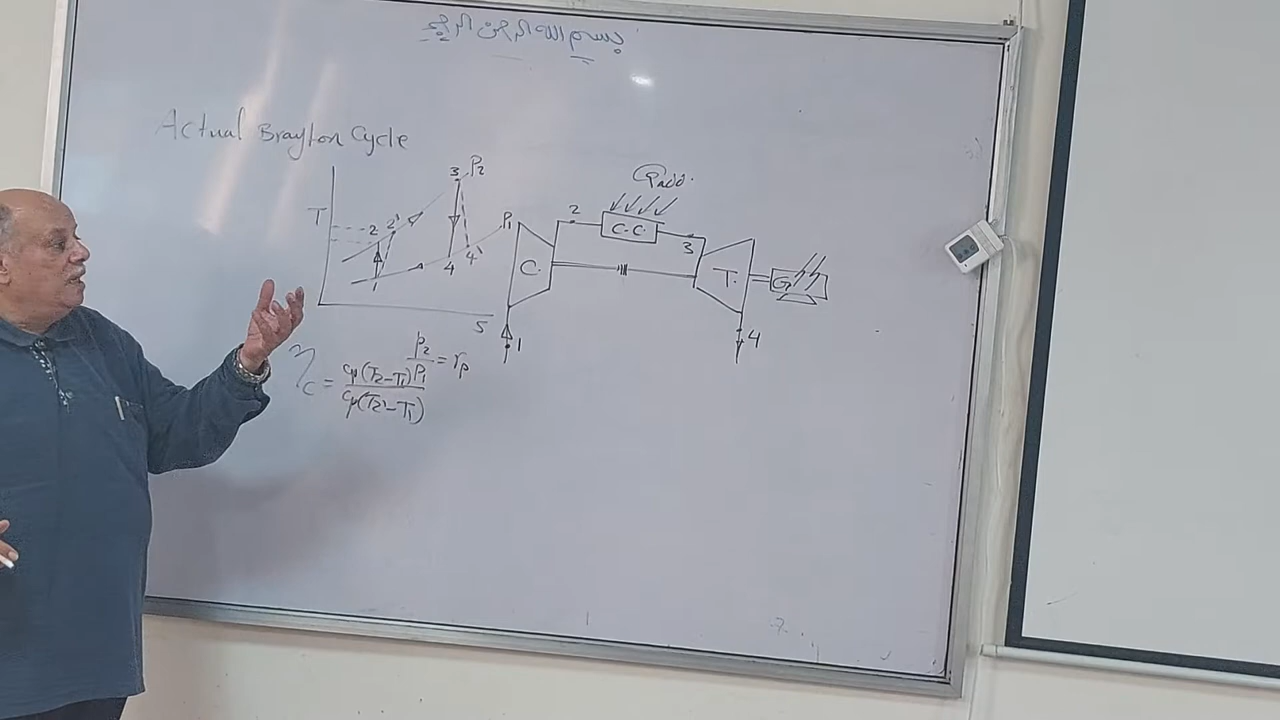 بسم الله الرحمن الرحيم
Actual Brayton Cycle
T
2
2'
3
P2
4
4'
P1
1
S
C.
2
C.C.
Qadd.
3
T.
G
1
4
P2/P1 = rp
ηC = cp(T2-T1)/cp(T2'-T1)